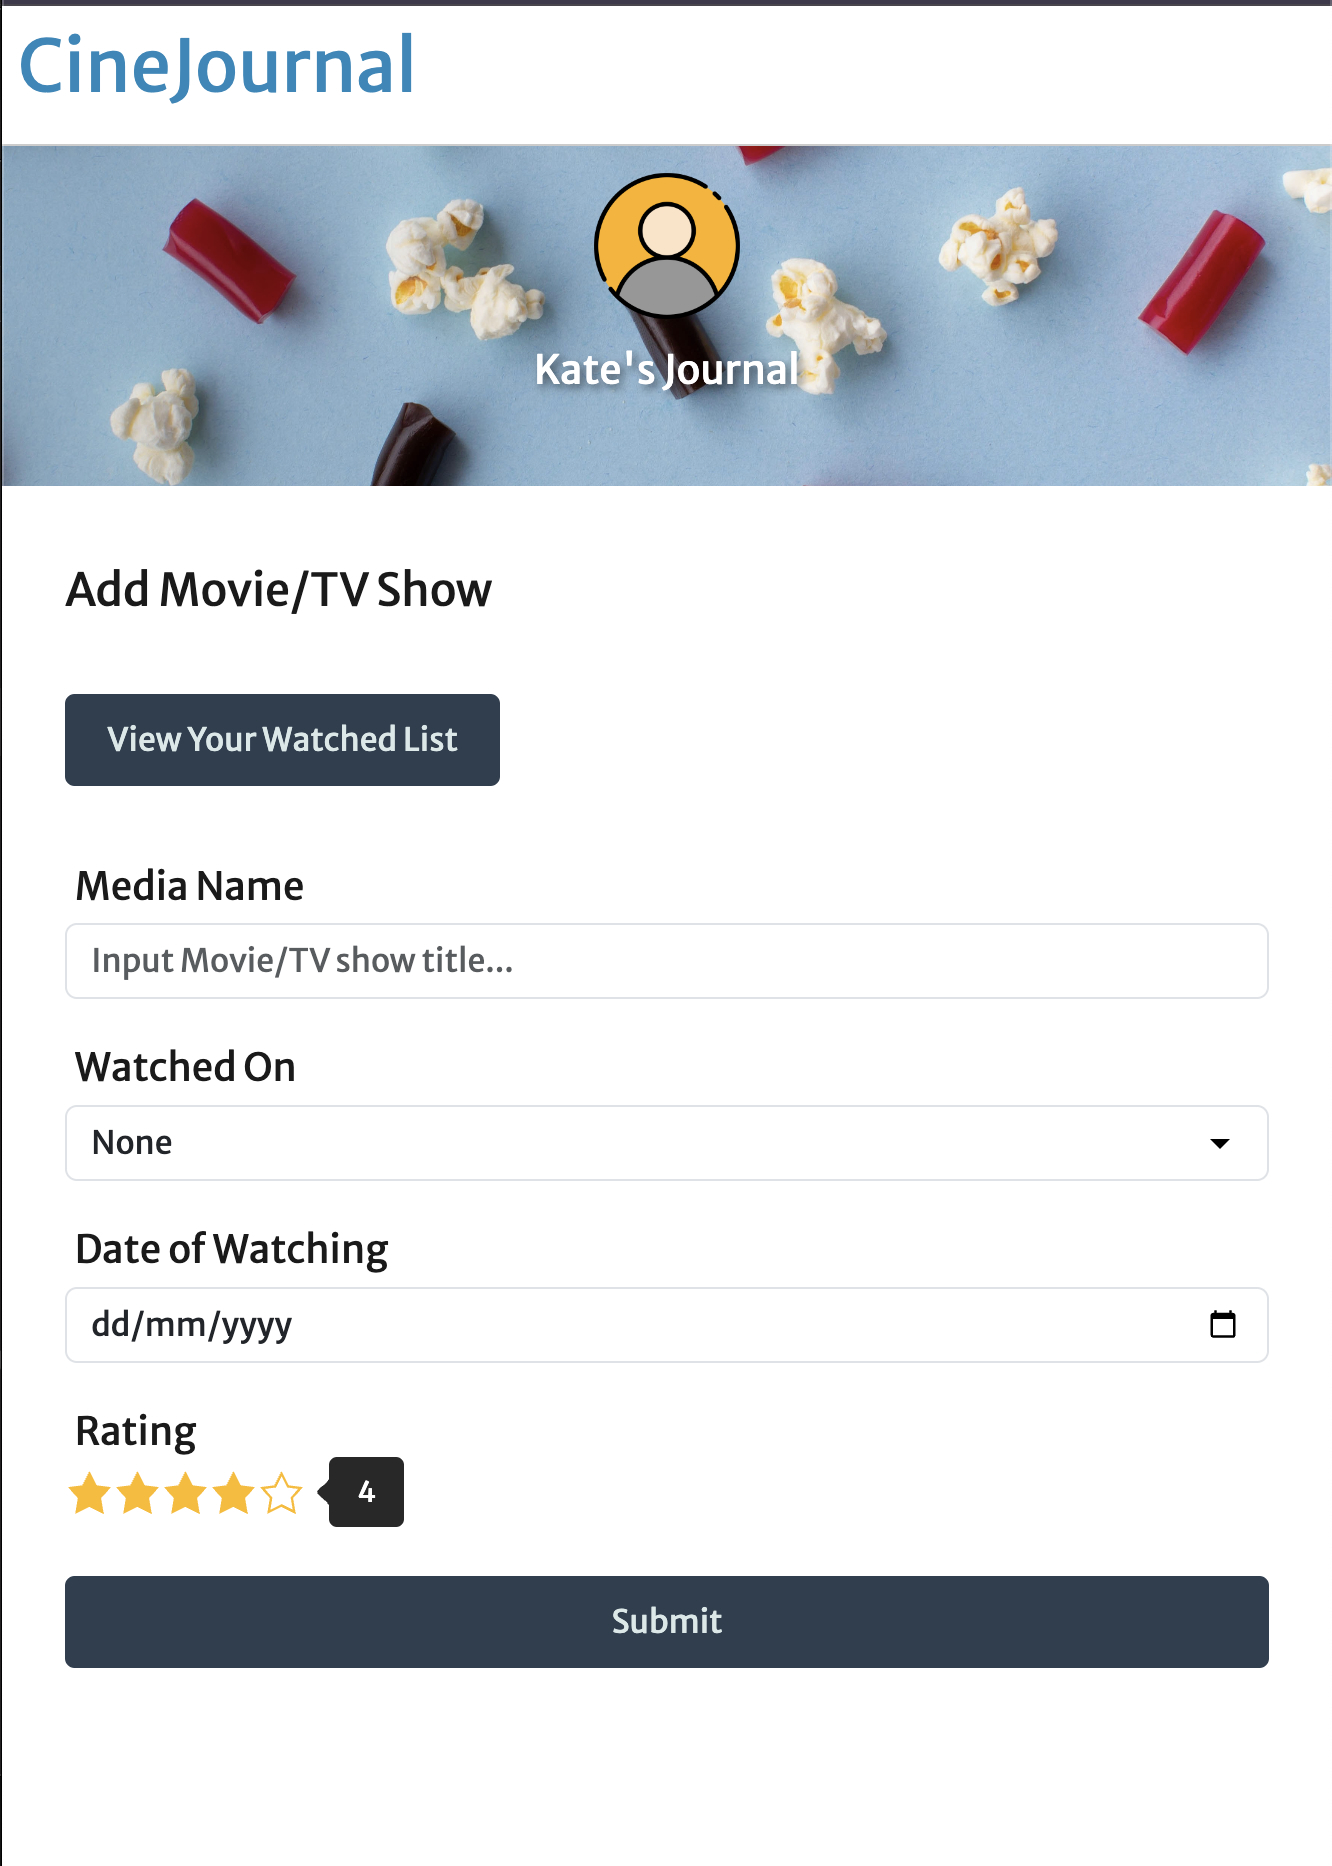 CineJournal
Kate's Journal
Add Movie/TV Show
View Your Watched List
Media Name
Input Movie/TV show title...
Watched On
None
Date of Watching
dd/mm/yyyy
Rating
4
Submit